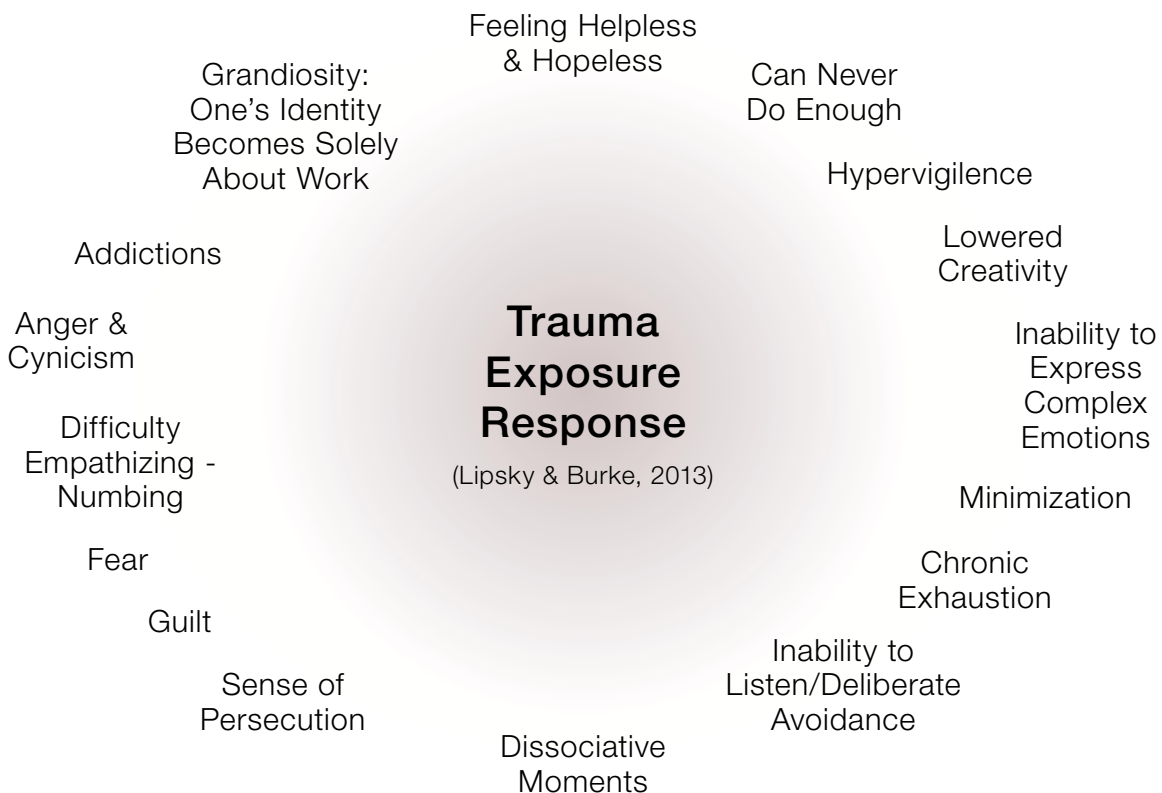 Feeling Helpless
& Hopeless
Can Never
Do Enough
Hypervigilence
Lowered
Creativity
Inability to
Express
Complex
Emotions
Minimization
Chronic
Exhaustion
Inability to
Listen/Deliberate
Avoidance
Dissociative
Moments
Sense of
Persecution
Guilt
Fear
Difficulty
Empathizing -
Numbing
Anger &
Cynicism
Addictions
Grandiosity:
One's Identity
Becomes Solely
About Work
Trauma
Exposure
Response
(Lipsky & Burke, 2013)